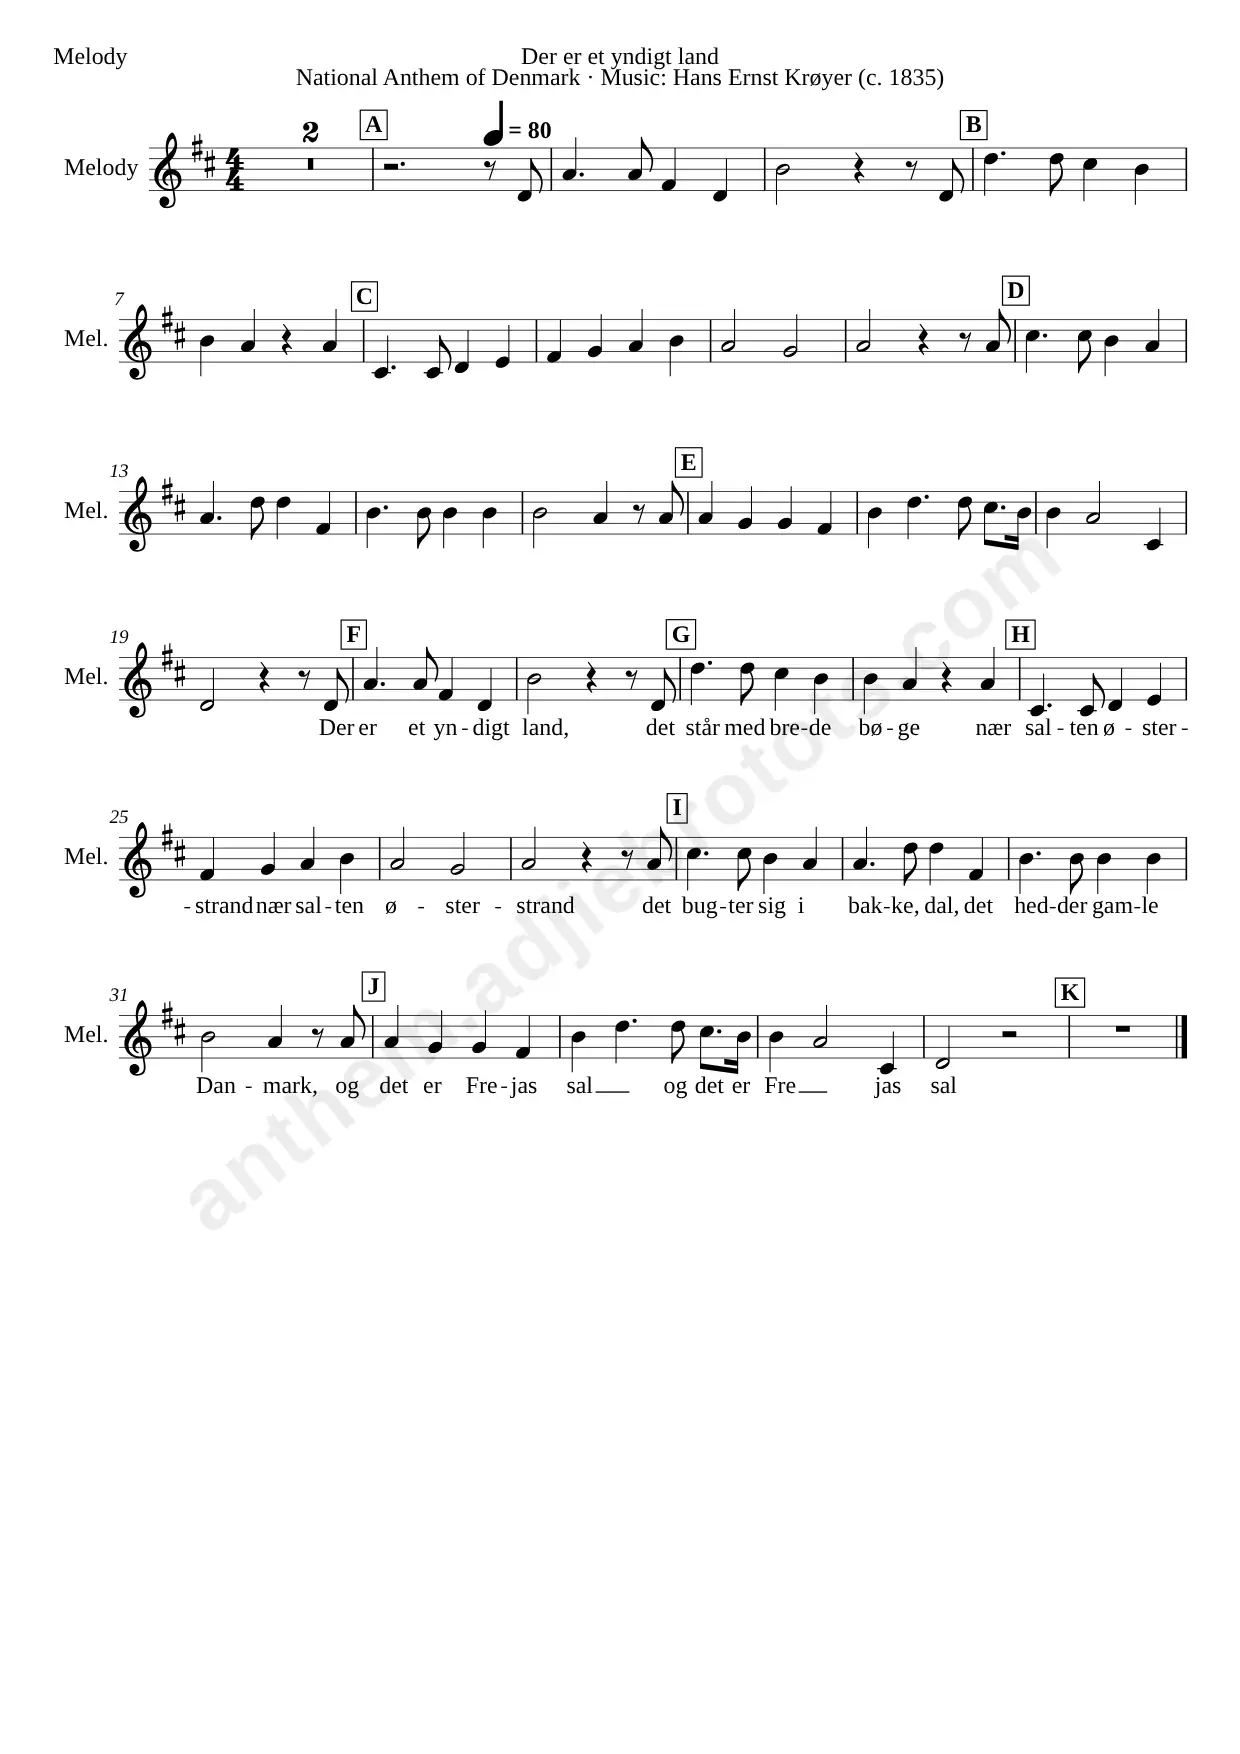 Melody
Der er et yndigt land
National Anthem of Denmark · Music: Hans Ernst Krøyer (c. 1835)
2 A = 80 B
Melody
4
4
7 C D
Mel.
13 E
Mel.
19 F G H
Mel.
Der er et yn - digt land, det står med bre - de bø - ge nær sal - ten ø - ster -
25 I
Mel.
- strand nær sal - ten ø - ster - strand det bug - ter sig i bak - ke, dal, det hed - der gam - le
31 J K
Mel.
Dan - mark, og det er Fre - jas sal og det er Fre jas sal
anthem.adjiebrotots.com